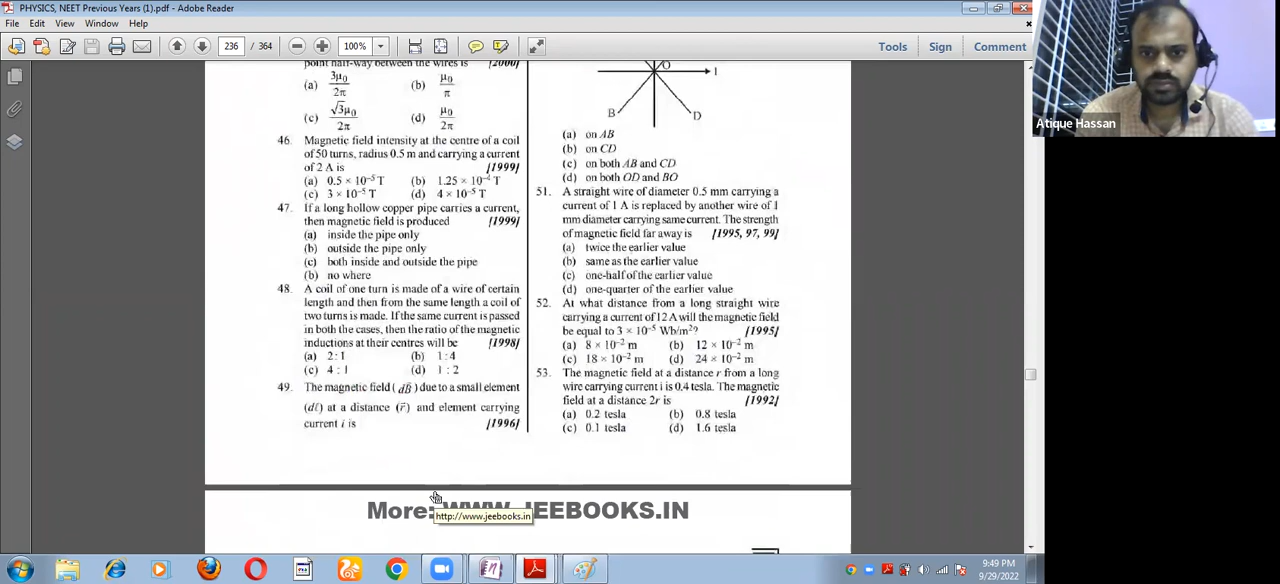 PHYSICS, NEET Previous Years (1).pdf - Adobe Reader
File Edit View Window Help
236 / 364 100% Tools Sign Comment
Atique Hassan
point half-way between the wires is [2000]
(a) 3μ₀/2π (b) μ₀/π
(c) √3μ₀/2π (d) μ₀/2π
46. Magnetic field intensity at the centre of a coil
of 50 turns, radius 0.5 m and carrying a current
of 2 A is [1999]
(a) 0.5 × 10⁻⁵ T (b) 1.25 × 10⁻⁴ T
(c) 3 × 10⁻⁵ T (d) 4 × 10⁻⁵ T
47. If a long hollow copper pipe carries a current,
then magnetic field is produced [1999]
(a) inside the pipe only
(b) outside the pipe only
(c) both inside and outside the pipe
(b) no where
48. A coil of one turn is made of a wire of certain
length and then from the same length a coil of
two turns is made. If the same current is passed
in both the cases, then the ratio of the magnetic
inductions at their centres will be [1998]
(a) 2 : 1 (b) 1 : 4
(c) 4 : 1 (d) 1 : 2
49. The magnetic field (dB⃗) due to a small element
(dℓ) at a distance (r⃗) and element carrying
current i is [1996]
O
I
B
D
(a) on AB
(b) on CD
(c) on both AB and CD
(d) on both OD and BO
51. A straight wire of diameter 0.5 mm carrying a
current of 1 A is replaced by another wire of 1
mm diameter carrying same current. The strength
of magnetic field far away is [1995, 97, 99]
(a) twice the earlier value
(b) same as the earlier value
(c) one-half of the earlier value
(d) one-quarter of the earlier value
52. At what distance from a long straight wire
carrying a current of 12 A will the magnetic field
be equal to 3 × 10⁻⁵ Wb/m²? [1995]
(a) 8 × 10⁻² m (b) 12 × 10⁻² m
(c) 18 × 10⁻² m (d) 24 × 10⁻² m
53. The magnetic field at a distance r from a long
wire carrying current i is 0.4 tesla. The magnetic
field at a distance 2r is [1992]
(a) 0.2 tesla (b) 0.8 tesla
(c) 0.1 tesla (d) 1.6 tesla
More: WWW.JEEBOOKS.IN
http://www.jeebooks.in
9:49 PM
9/29/2022